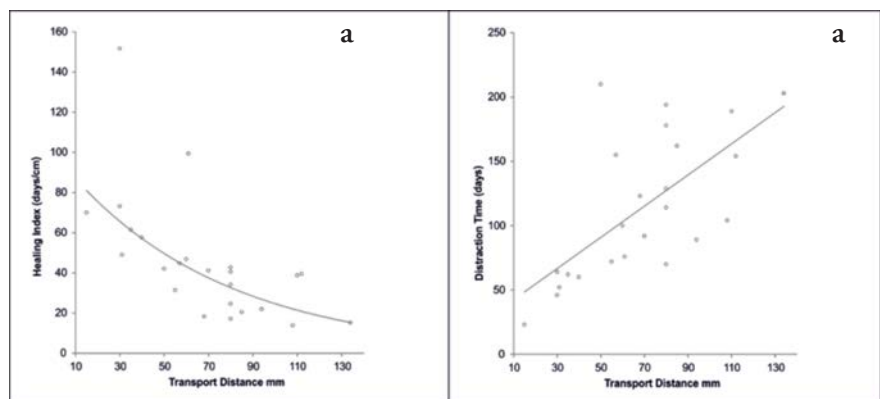 a
Healing Index (days/cm)
160
140
120
100
80
60
40
20
0
10 30 50 70 90 110 130
Transport Distance mm
a
Distraction Time (days)
250
200
150
100
50
0
10 30 50 70 90 110 130
Transport Distance mm